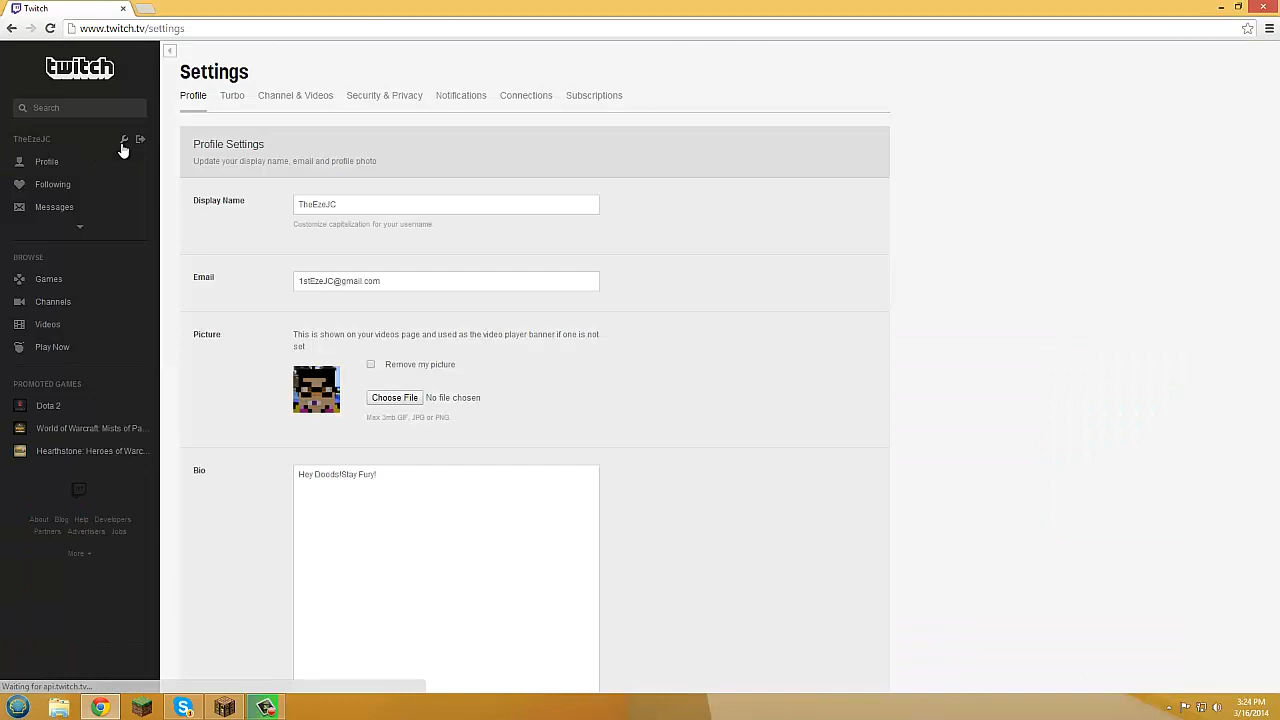 Twitch
www.twitch.tv/settings
twitch
Search
TheEzeJC
Profile
Following
Messages
BROWSE
Games
Channels
Videos
Play Now
PROMOTED GAMES
Dota 2
World of Warcraft: Mists of Pa...
Hearthstone: Heroes of Warc...
About Blog Help Developers
Partners Advertisers Jobs
More
Settings
Profile Turbo Channel & Videos Security & Privacy Notifications Connections Subscriptions
Profile Settings
Update your display name, email and profile photo
Display Name
TheEzeJC
Customize capitalization for your username.
Email
1stEzeJC@gmail.com
Picture
This is shown on your videos page and used as the video player banner if one is not
set
Remove my picture
Choose File No file chosen
Max 3mb GIF, JPG or PNG.
Bio
Hey Doods!Stay Fury!
Waiting for api.twitch.tv...
3:24 PM
3/16/2014